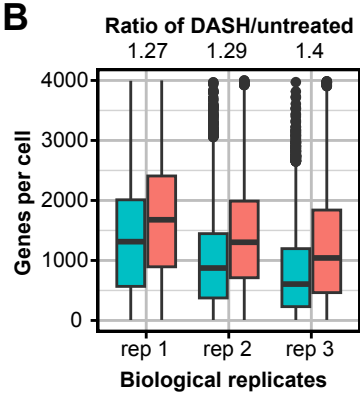 B
Ratio of DASH/untreated
1.27 1.29 1.4
Genes per cell
4000
3000
2000
1000
0
rep 1 rep 2 rep 3
Biological replicates